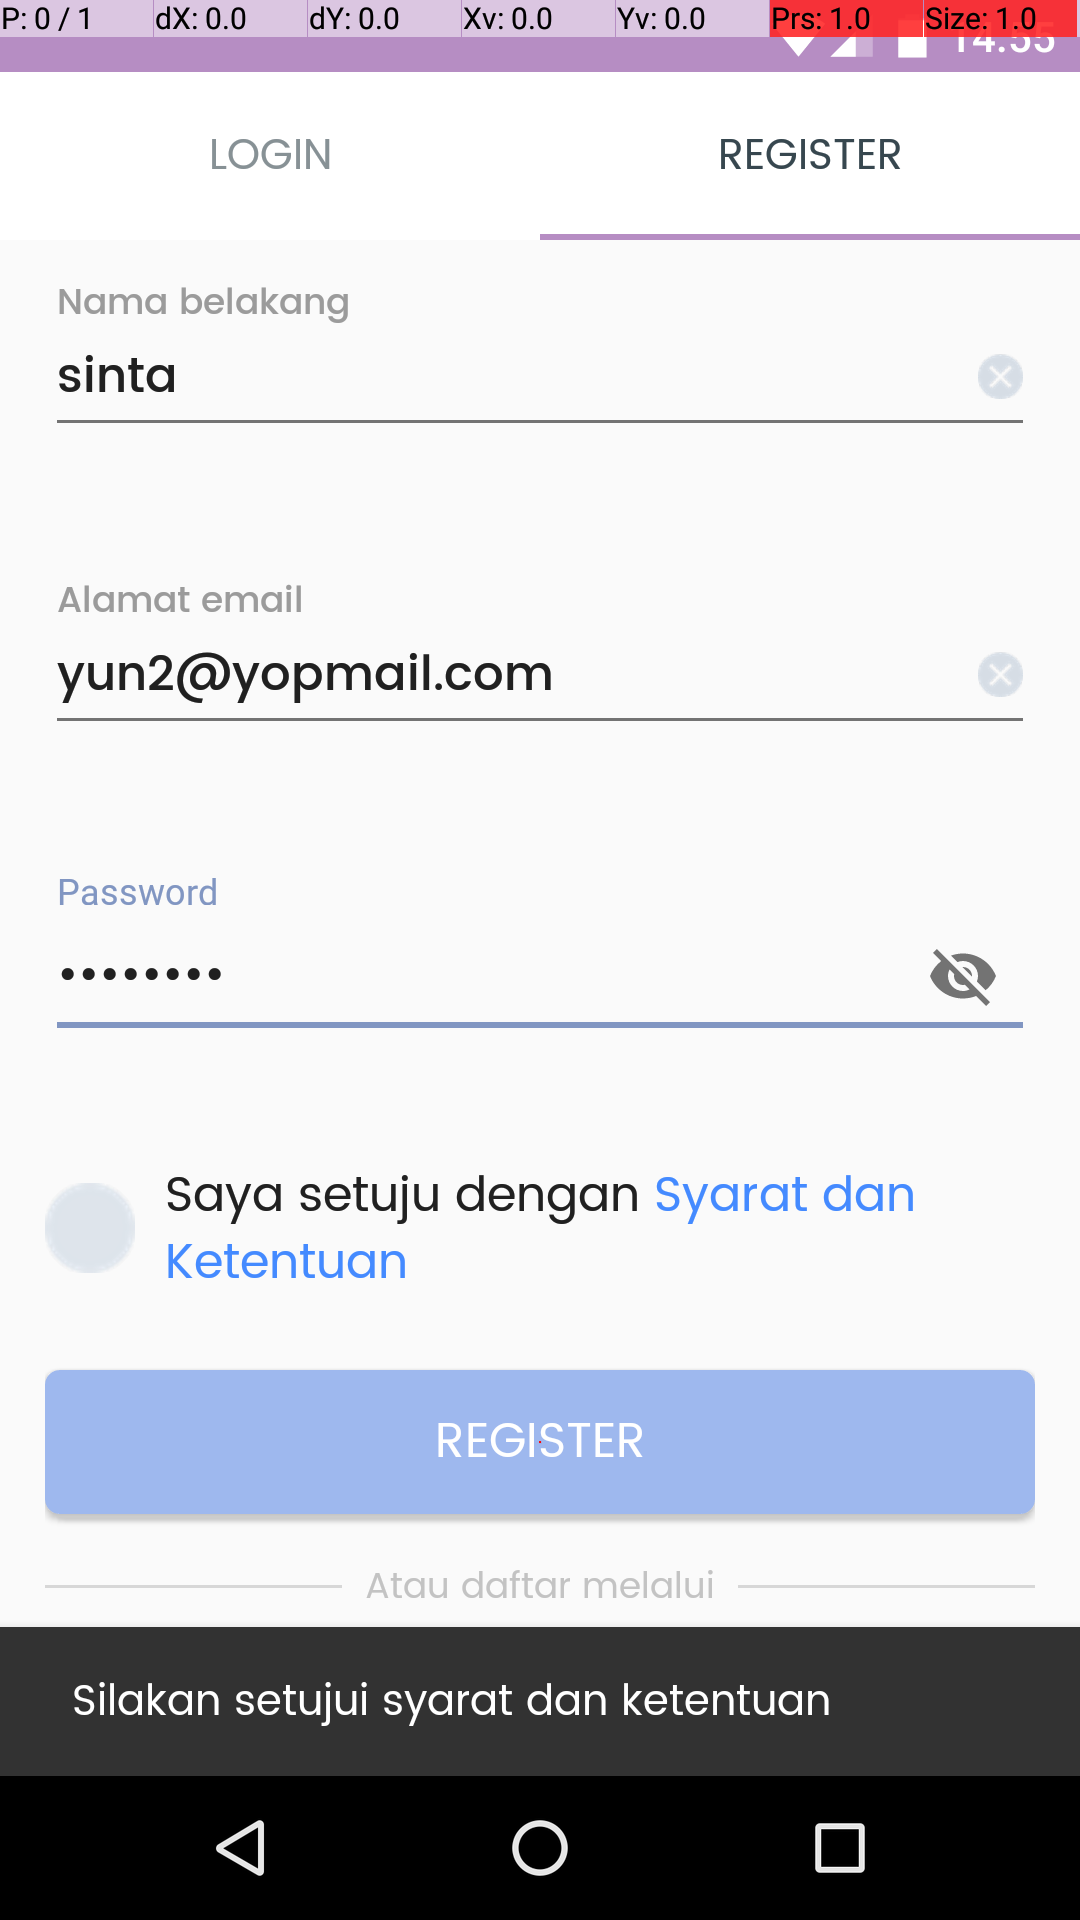 P: 0 / 1 dX: 0.0 dY: 0.0 Xv: 0.0 Yv: 0.0 Prs: 1.0 Size: 1.0
14:55
LOGIN REGISTER
Nama belakang
sinta
Alamat email
yun2@yopmail.com
Password
••••••••
Saya setuju dengan Syarat dan
Ketentuan
REGISTER
Atau daftar melalui
Silakan setujui syarat dan ketentuan